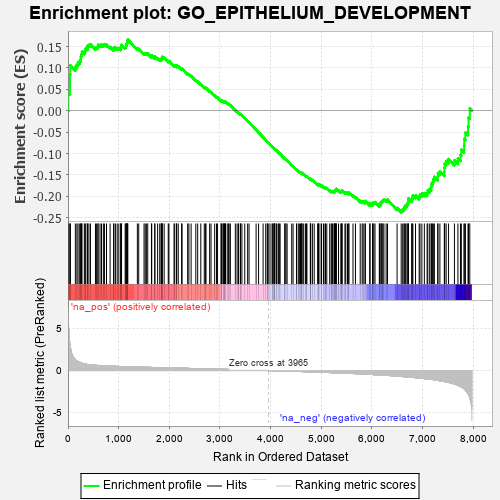 Enrichment plot: GO_EPITHELIUM_DEVELOPMENT
Enrichment score (ES)
0.15
0.10
0.05
0.00
-0.05
-0.10
-0.15
-0.20
-0.25
'na_pos' (positively correlated)
Ranked list metric (PreRanked)
5
0
-5
Zero cross at 3965
'na_neg' (negatively correlated)
0
1,000
2,000
3,000
4,000
5,000
6,000
7,000
8,000
Rank in Ordered Dataset
Enrichment profile
Hits
Ranking metric scores